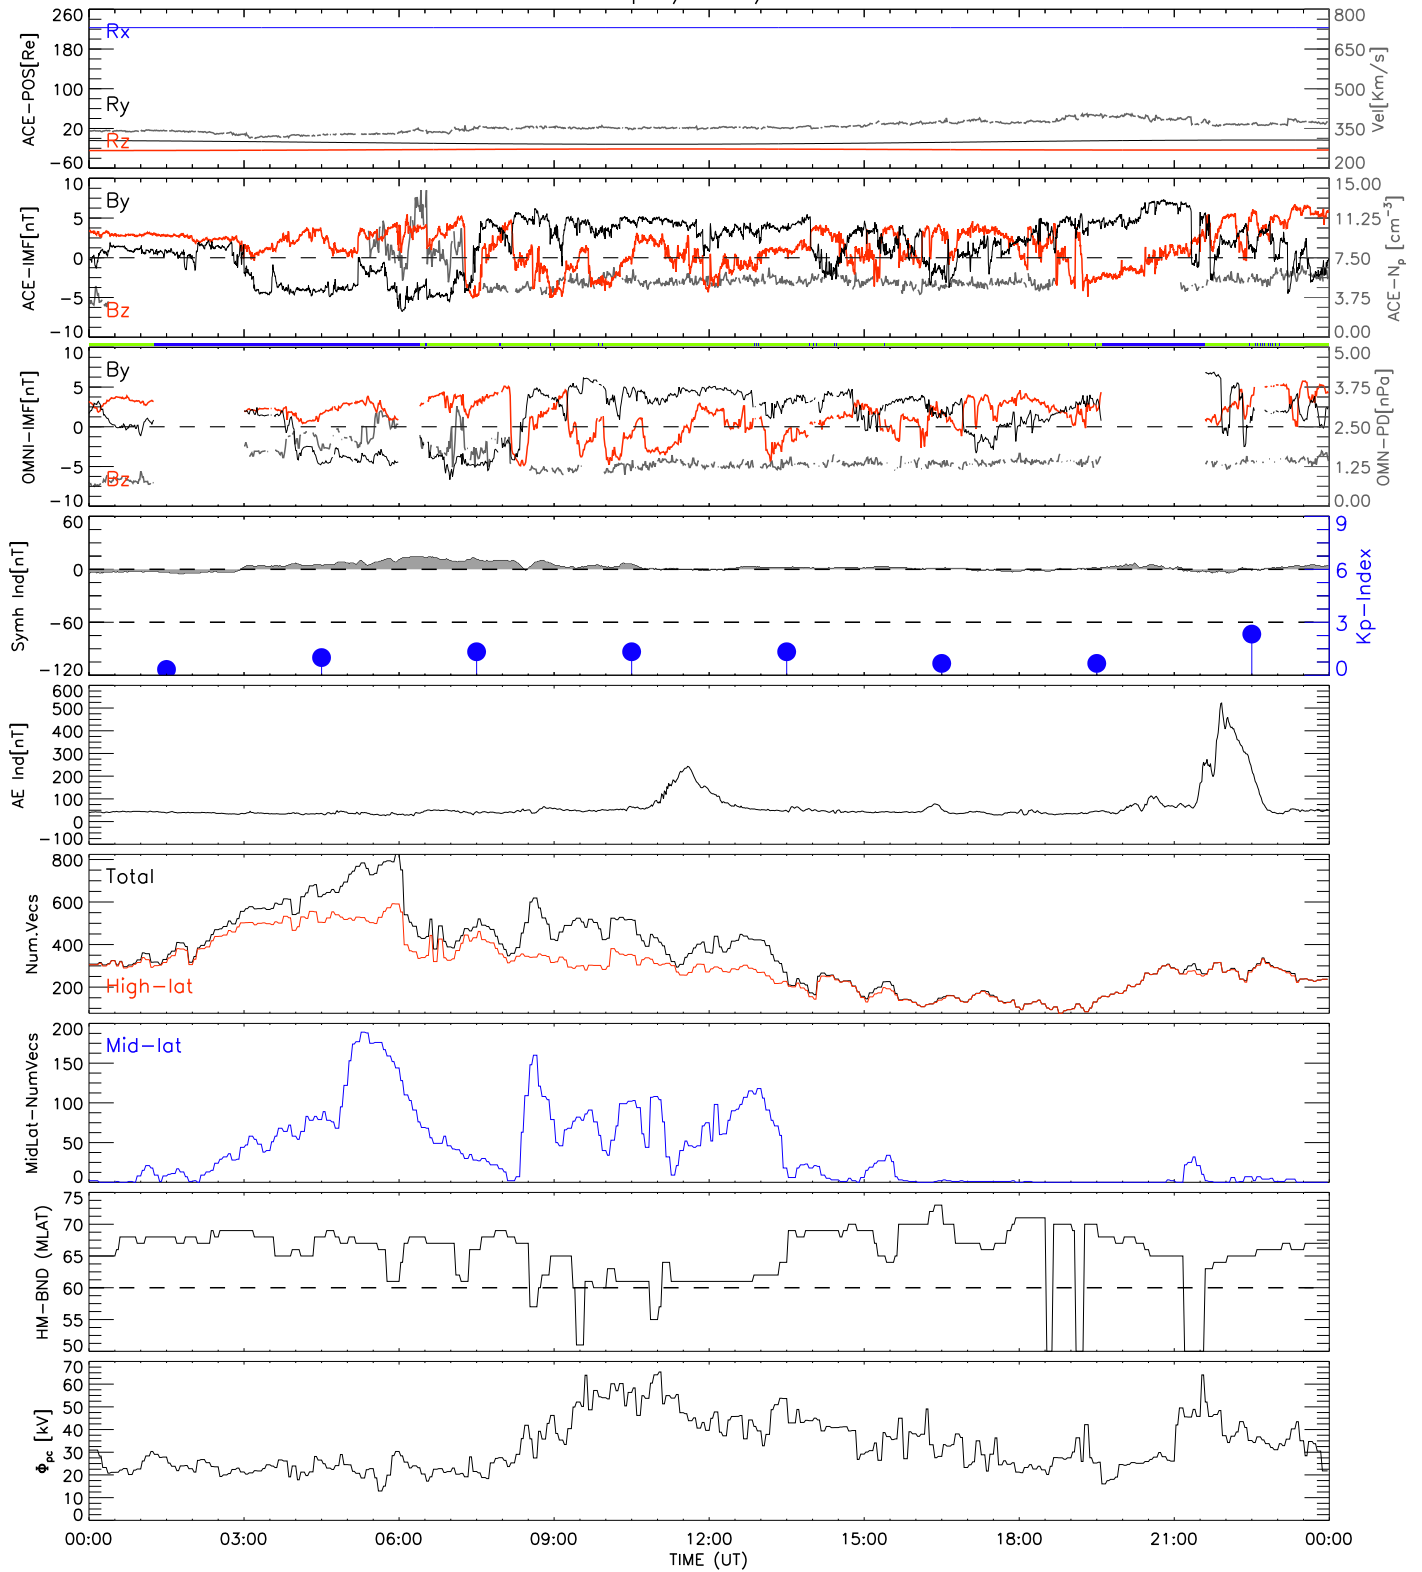 260
180
100
20
−60
ACE−POS[Re]
Rx
Ry
Rz
800
650
500
350
200
Vel[Km/s]
10
5
0
−5
−10
ACE−IMF[nT]
By
Bz
15.00
11.25
7.50
3.75
0.00
ACE−Np [cm−3]
10
5
0
−5
−10
OMNI−IMF[nT]
By
Bz
5.00
3.75
2.50
1.25
0.00
OMN−PD[nPa]
60
0
−60
−120
Symh Ind[nT]
9
6
3
0
Kp−Index
600
500
400
300
200
100
0
−100
AE Ind[nT]
800
600
400
200
Num.Vecs
Total
High−lat
200
150
100
50
0
MidLat−NumVecs
Mid−lat
75
70
65
60
55
50
HM−BND (MLAT)
70
60
50
40
30
20
10
0
Φpc [kV]
00:00 03:00 06:00 09:00 12:00 15:00 18:00 21:00 00:00
TIME (UT)